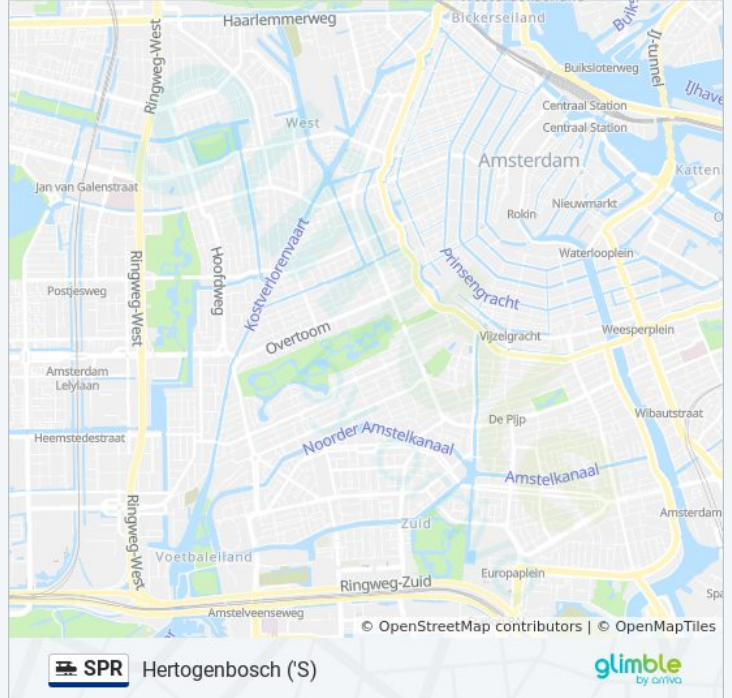 Haarlemmerweg
Bickerseiland
Buiks
IJ-tunnel
Ringweg-West
Buiksloterweg
IJhave
Centraal Station
West
Centraal Station
Amsterdam
Katten
Jan van Galenstraat
Nieuwmarkt
Rokin
O
Hoofdweg
Kostverlorenvaart
Waterlooplein
Prinsengracht
Ringweg-West
Postjesweg
Overtoom
Vijzelgracht
Weesperplein
Amsterdam
Lelylaan
De Pijp
Wibautstraat
Heemstedestraat
Noorder Amstelkanaal
Amstelkanaal
Ringweg-West
Amsterdam
Zuid
Voetbaleiland
Europaplein
Ringweg-Zuid
Spa
Amstelveenseweg
© OpenStreetMap contributors | © OpenMapTiles
SPR Hertogenbosch ('S)
glimble
by arriva